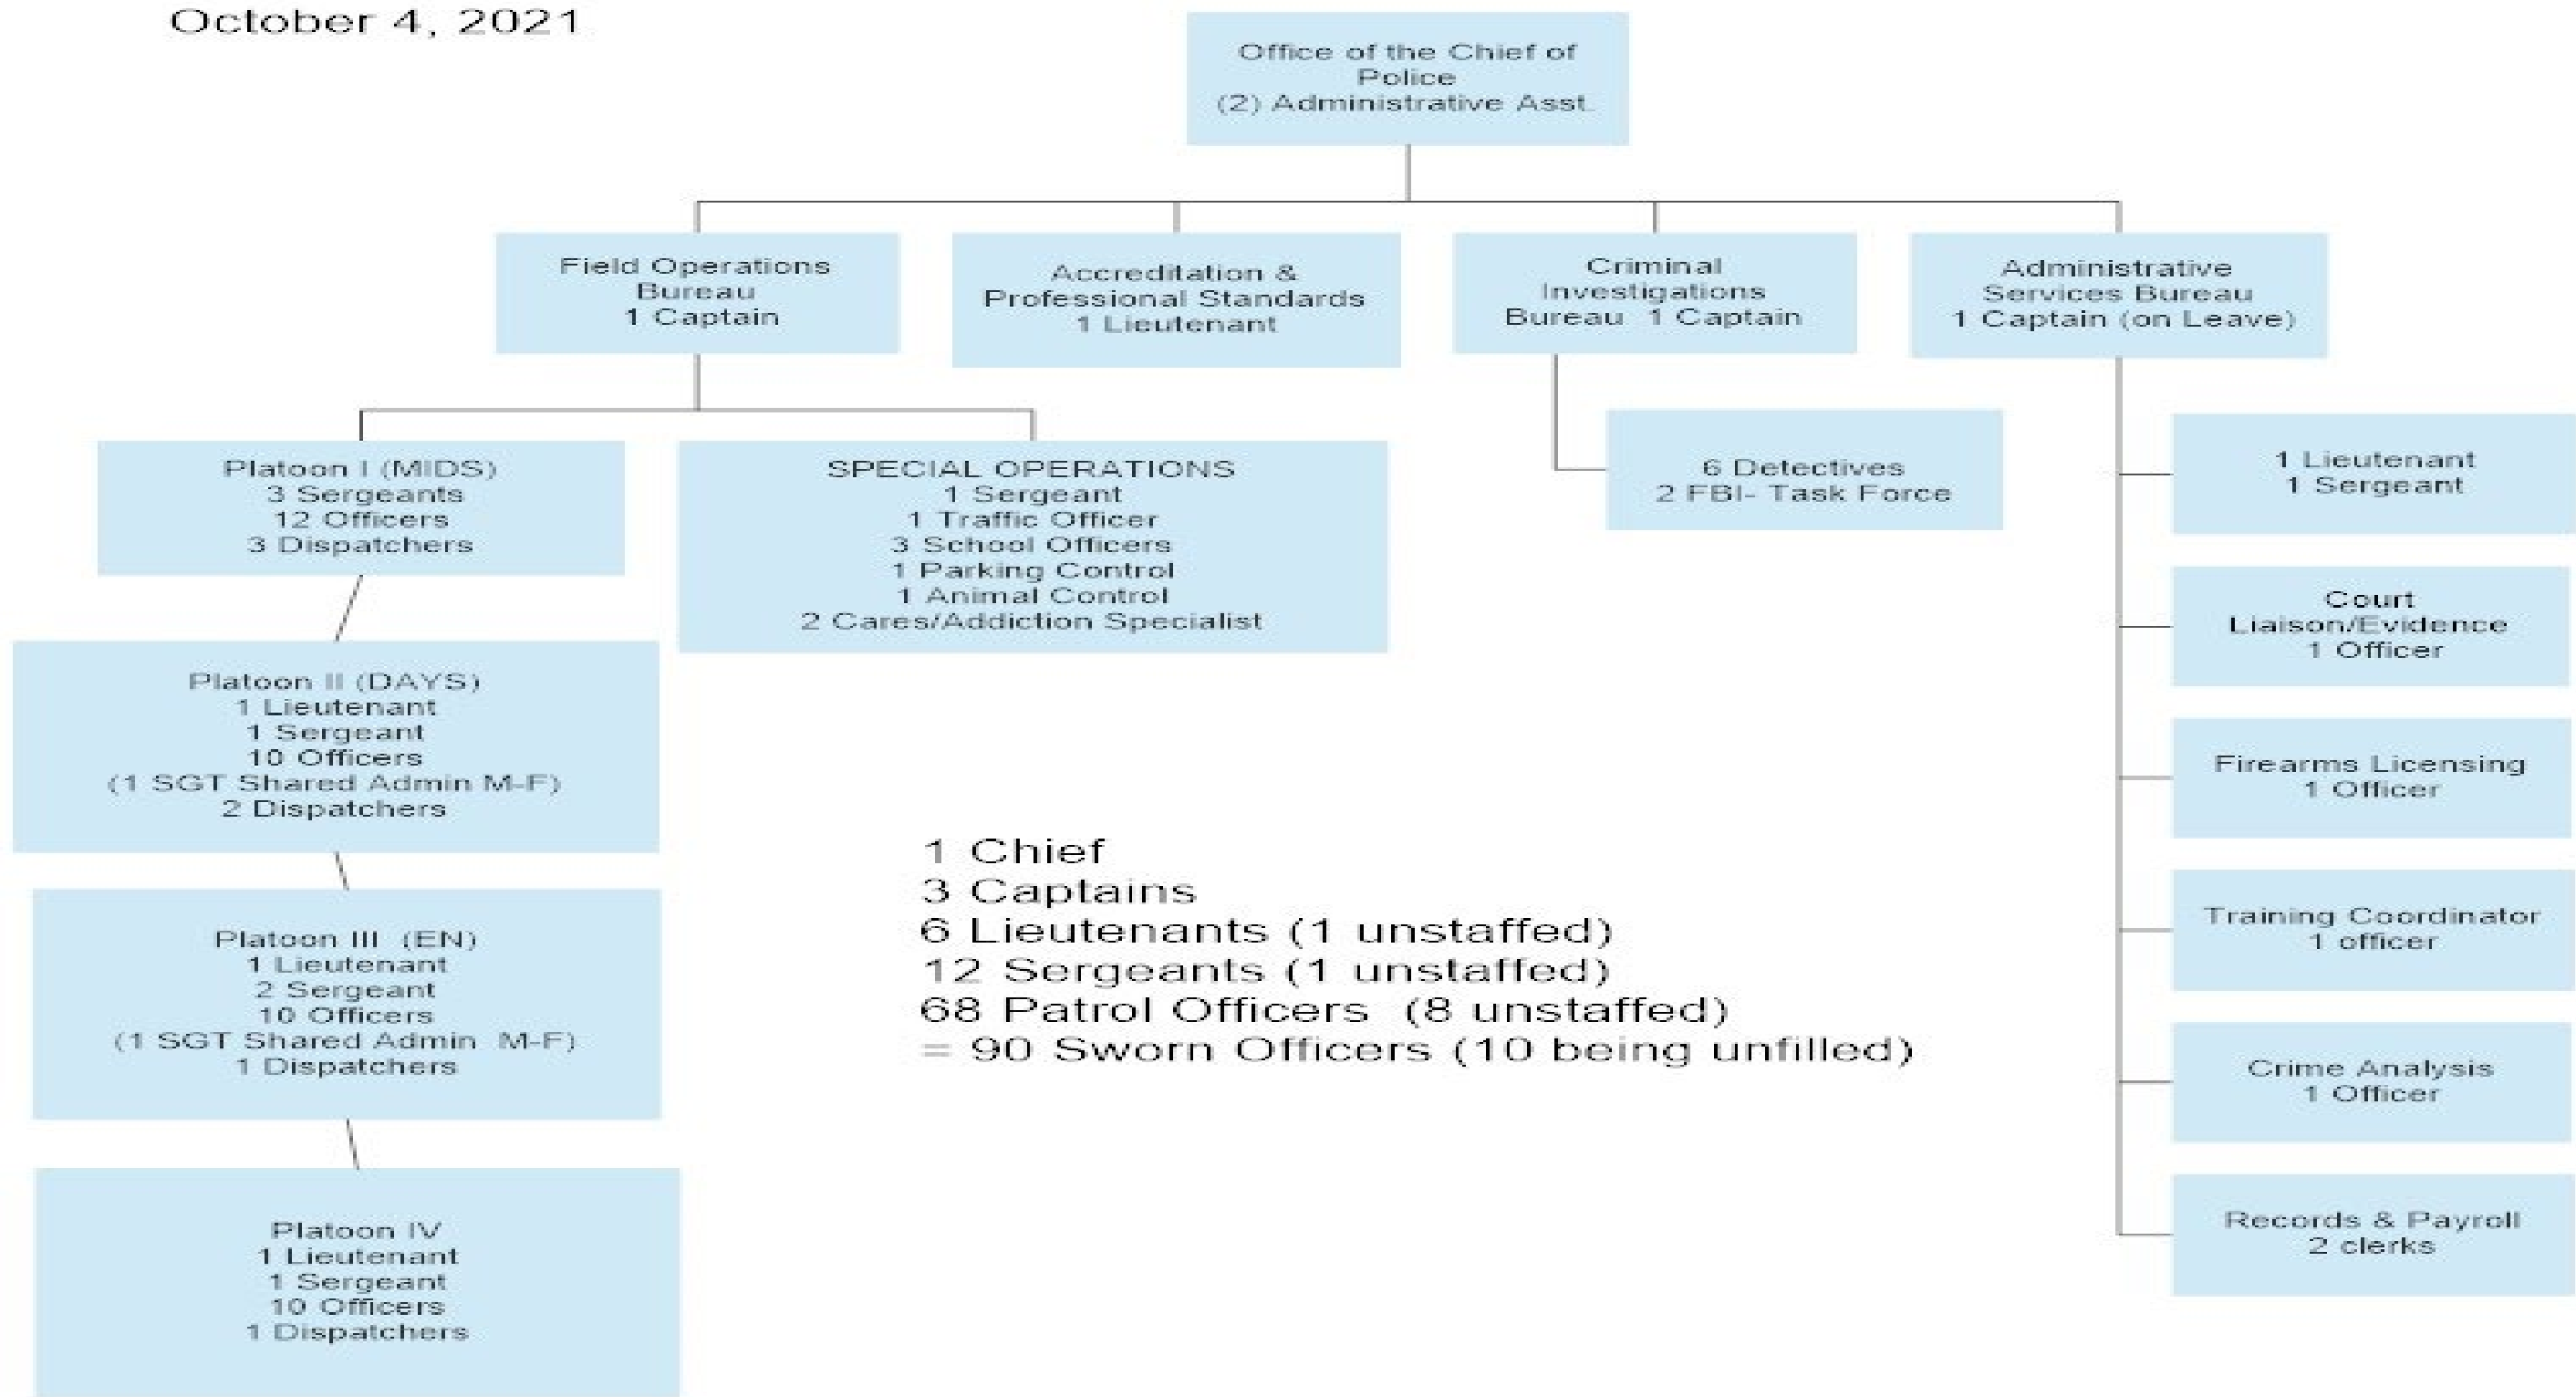 October 4, 2021
Office of the Chief of
Police
(2) Administrative Asst.
Field Operations
Bureau
1 Captain
Accreditation &
Professional Standards
1 Lieutenant
Criminal
Investigations
Bureau 1 Captain
Administrative
Services Bureau
1 Captain (on Leave)
Platoon I (MIDS)
3 Sergeants
12 Officers
3 Dispatchers
SPECIAL OPERATIONS
1 Sergeant
1 Traffic Officer
3 School Officers
1 Parking Control
1 Animal Control
2 Cares/Addiction Specialist
6 Detectives
2 FBI- Task Force
1 Lieutenant
1 Sergeant
Court
Liaison/Evidence
1 Officer
Firearms Licensing
1 Officer
Training Coordinator
1 officer
Crime Analysis
1 Officer
Records & Payroll
2 clerks
Platoon II (DAYS)
1 Lieutenant
1 Sergeant
10 Officers
(1 SGT Shared Admin M-F)
2 Dispatchers
Platoon III (EN)
1 Lieutenant
2 Sergeant
10 Officers
(1 SGT Shared Admin M-F)
1 Dispatchers
Platoon IV
1 Lieutenant
1 Sergeant
10 Officers
1 Dispatchers
1 Chief
3 Captains
6 Lieutenants (1 unstaffed)
12 Sergeants (1 unstaffed)
68 Patrol Officers (8 unstaffed)
= 90 Sworn Officers (10 being unfilled)